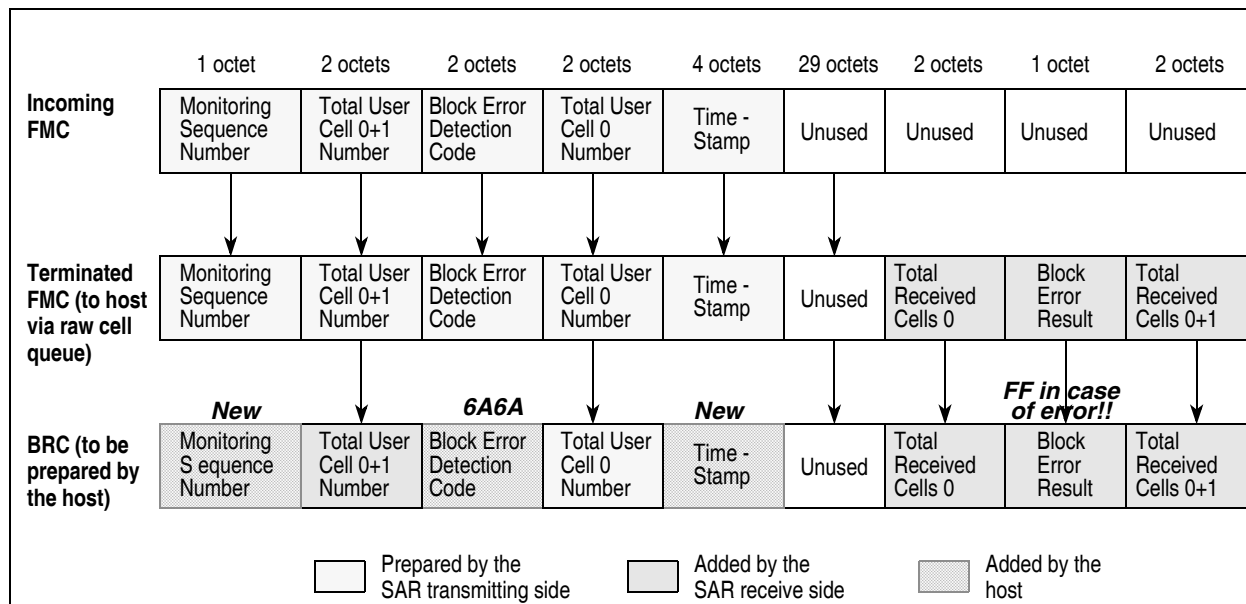 1 octet 2 octets 2 octets 2 octets 4 octets 29 octets 2 octets 1 octet 2 octets
Incoming
FMC
Monitoring
Sequence
Number
Total User
Cell 0+1
Number
Block Error
Detection
Code
Total User
Cell 0
Number
Time -
Stamp
Unused
Unused
Unused
Unused
Terminated
FMC (to host
via raw cell
queue)
Monitoring
Sequence
Number
Total User
Cell 0+1
Number
Block Error
Detection
Code
Total User
Cell 0
Number
Time -
Stamp
Unused
Total
Received
Cells 0
Block
Error
Result
Total
Received
Cells 0+1
New
6A6A
New
FF in case
of error!!
BRC (to be
prepared by
the host)
Monitoring
S equence
Number
Total User
Cell 0+1
Number
Block Error
Detection
Code
Total User
Cell 0
Number
Time -
Stamp
Unused
Total
Received
Cells 0
Block
Error
Result
Total
Received
Cells 0+1
Prepared by the
SAR transmitting side
Added by the
SAR receive side
Added by the
host